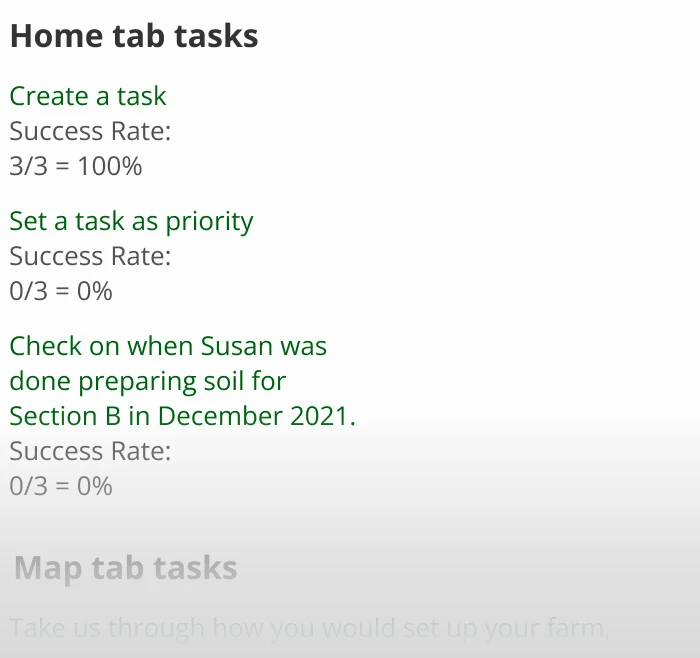 Home tab tasks
Create a task
Success Rate:
3/3 = 100%
Set a task as priority
Success Rate:
0/3 = 0%
Check on when Susan was
done preparing soil for
Section B in December 2021.
Success Rate:
0/3 = 0%
Map tab tasks
Take us through how you would set up your farm,